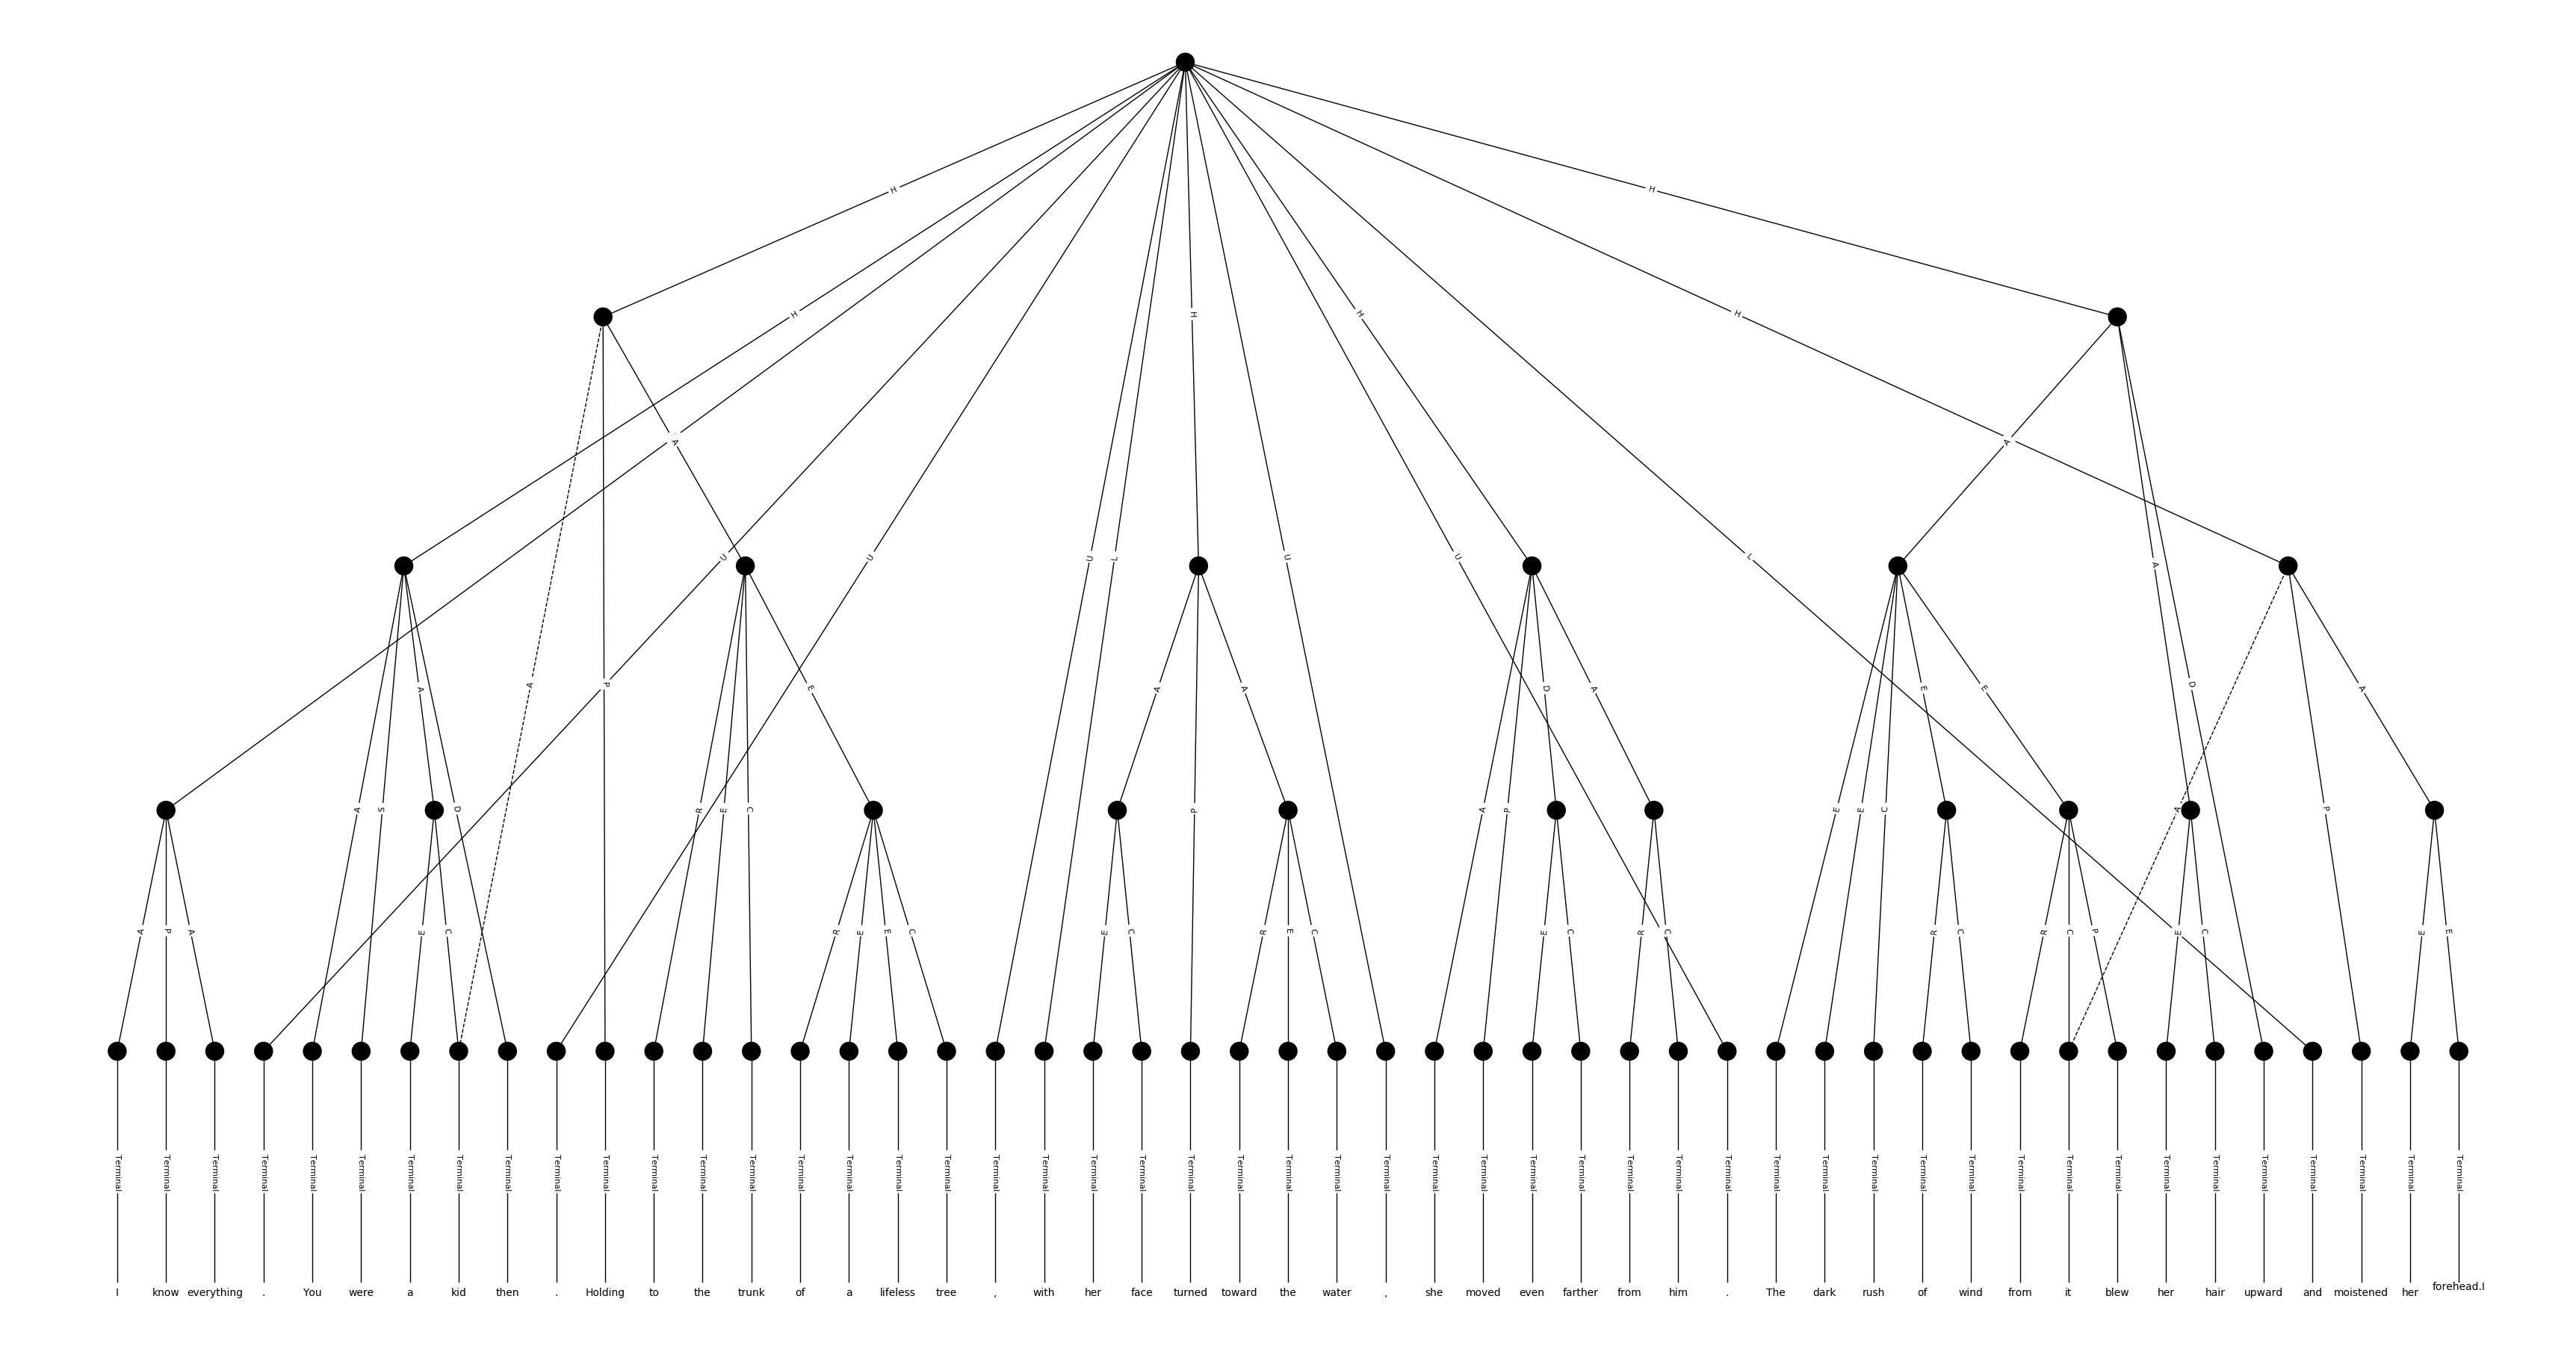 H H
H H H H
A A
U U U L U U L A
A A P E A A D A E E D A
A S D R E C P A P E E C A P
A P A E C R E E C E C R E C E C R C R C R C P E C E E
Terminal Terminal Terminal Terminal Terminal Terminal Terminal Terminal Terminal Terminal Terminal Terminal Terminal Terminal Terminal Terminal Terminal Terminal Terminal Terminal Terminal Terminal Terminal Terminal Terminal Terminal Terminal Terminal Terminal Terminal Terminal Terminal Terminal Terminal Terminal Terminal Terminal Terminal Terminal Terminal Terminal Terminal Terminal Terminal Terminal Terminal Terminal Terminal Terminal
I know everything . You were a kid then . Holding to the trunk of a lifeless tree , with her face turned toward the water , she moved even farther from him . The dark rush of wind from it blew her hair upward and moistened her forehead.I